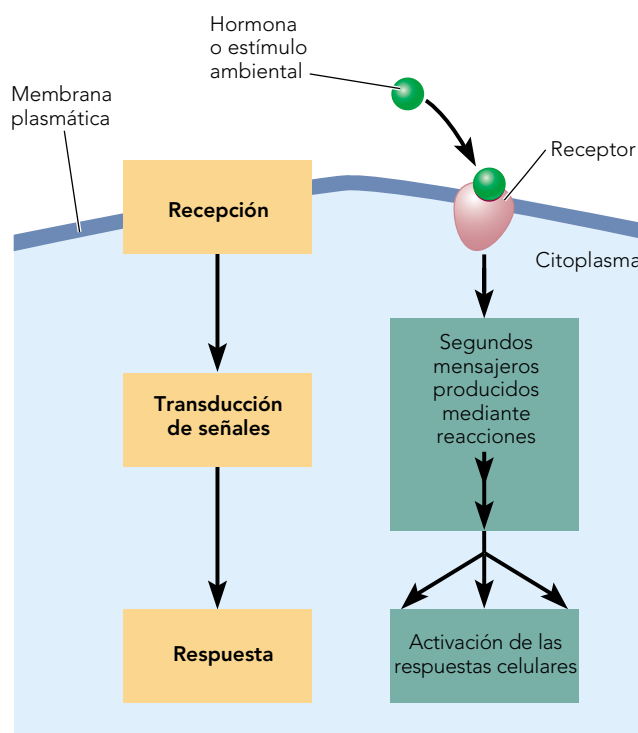 Hormona
o estímulo
ambiental
Membrana
plasmática
Receptor
Recepción
Citoplasma
Segundos
mensajeros
producidos
mediante
reacciones
Transducción
de señales
Respuesta
Activación de las
respuestas celulares